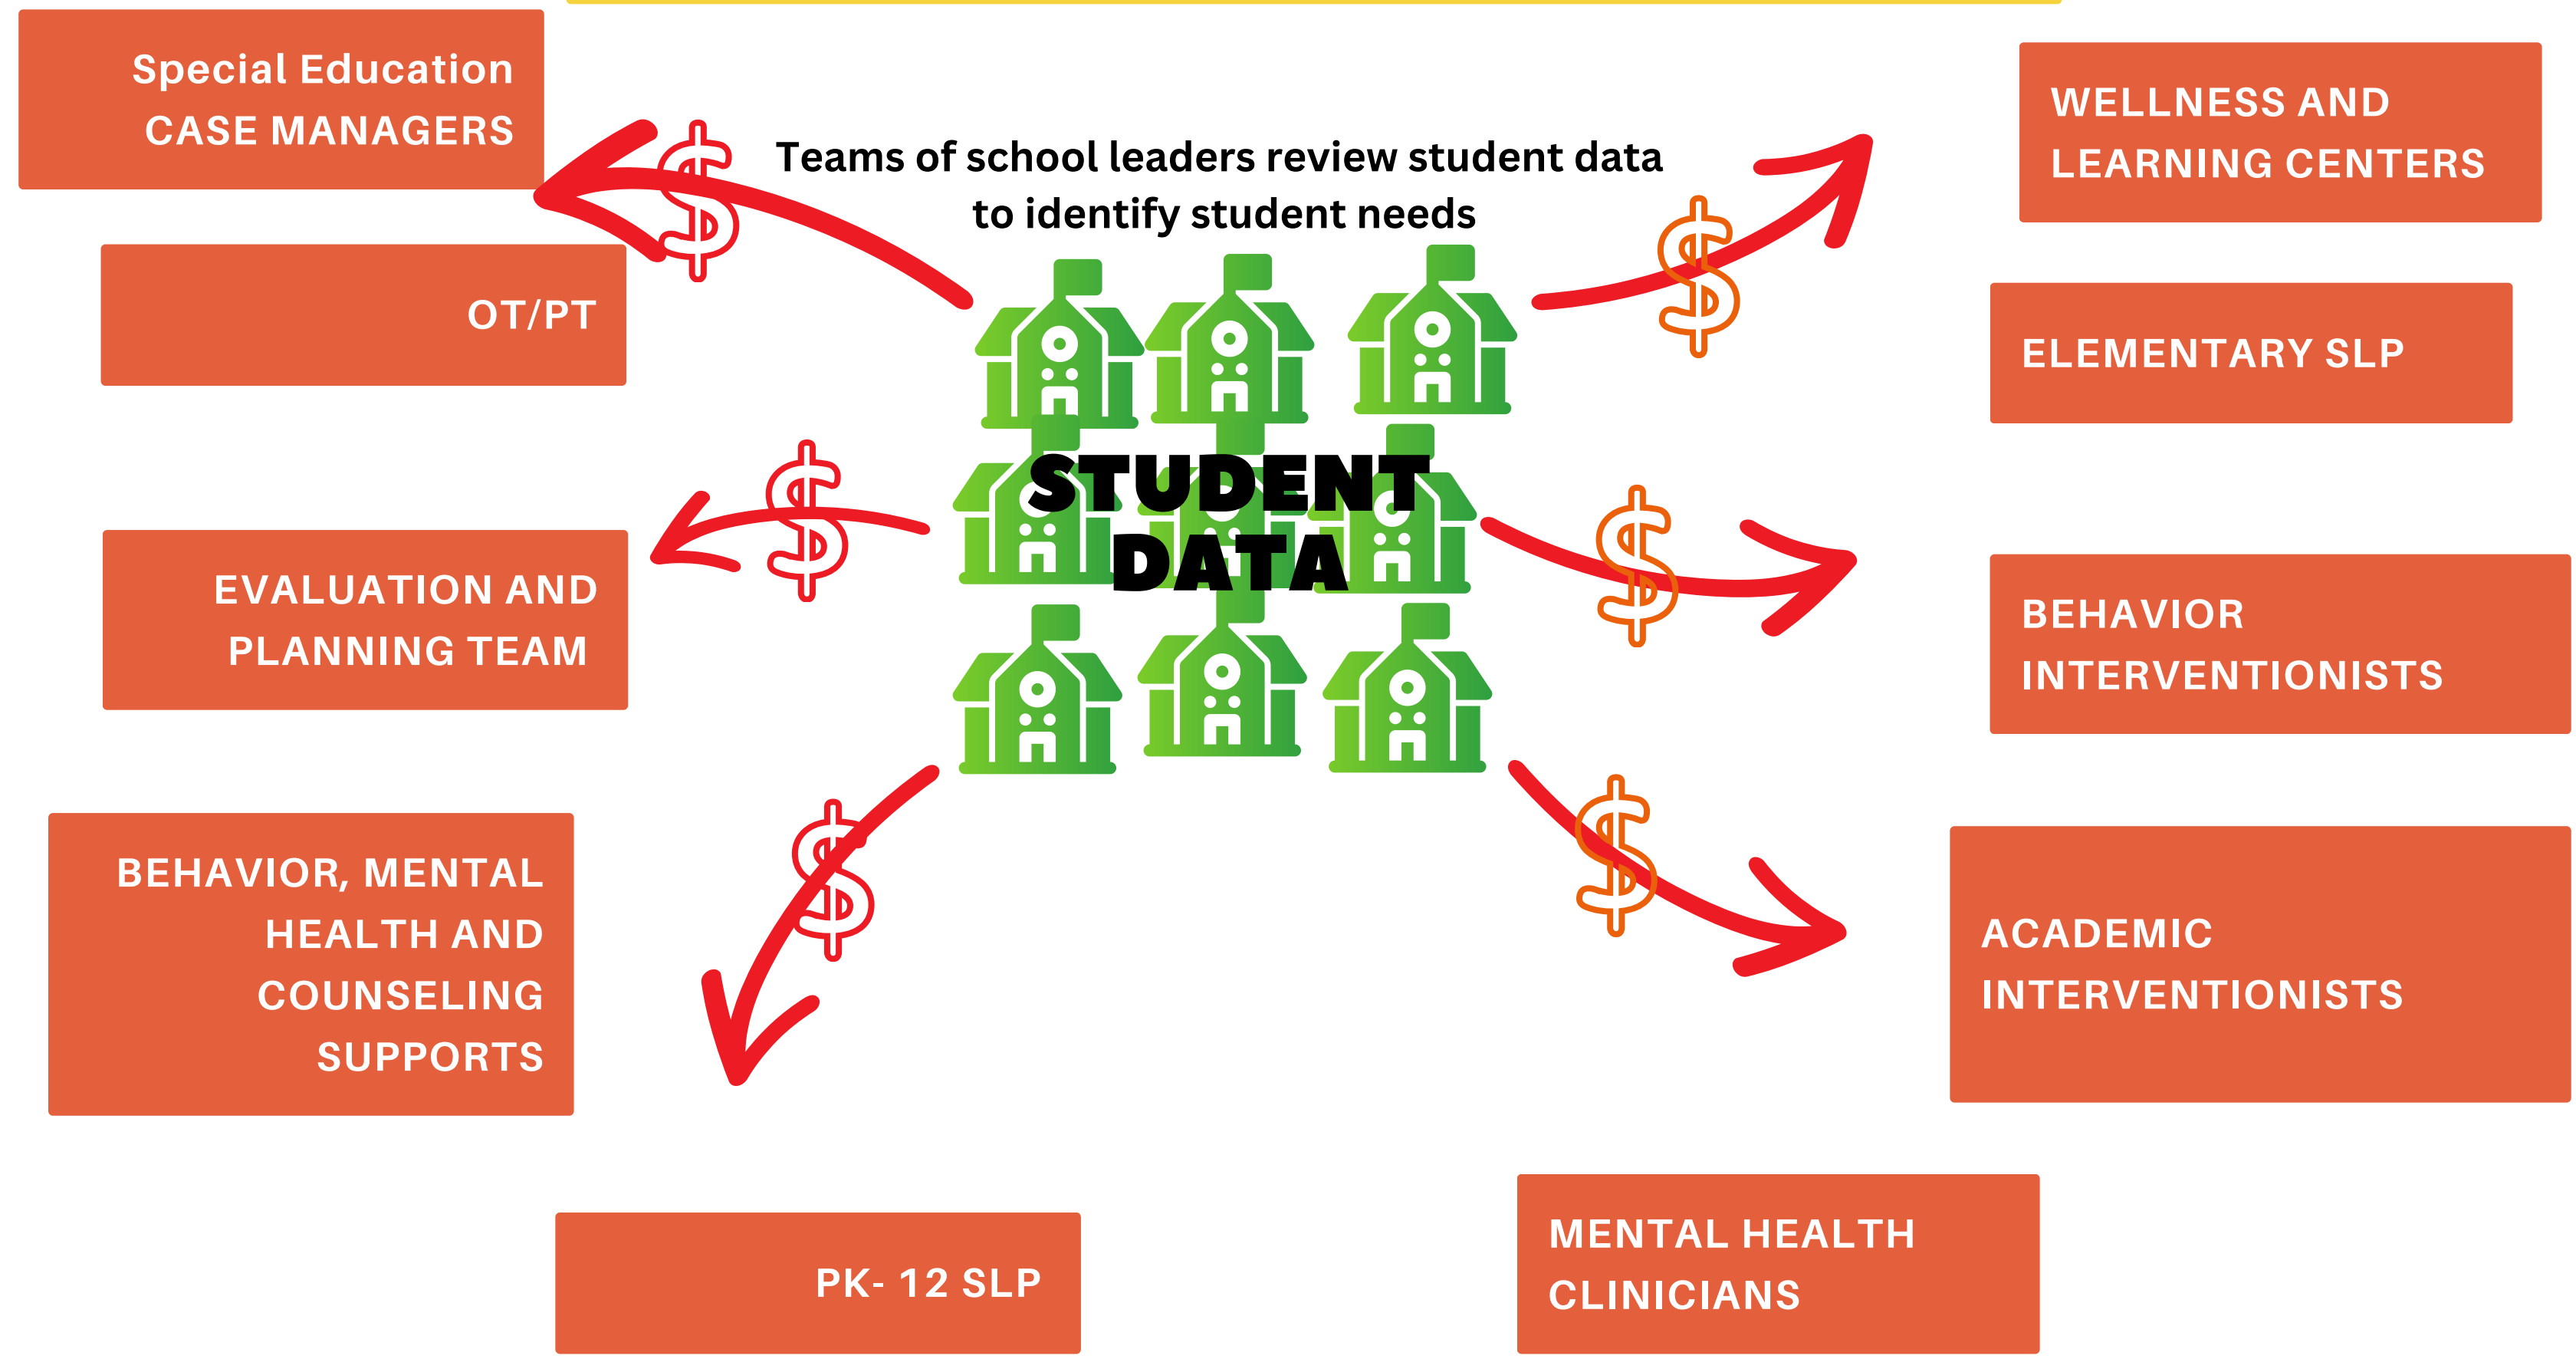 Special Education
CASE MANAGERS
OT/PT
EVALUATION AND
PLANNING TEAM
BEHAVIOR, MENTAL
HEALTH AND
COUNSELING
SUPPORTS
PK- 12 SLP
Teams of school leaders review student data
to identify student needs
STUDENT
DATA
WELLNESS AND
LEARNING CENTERS
ELEMENTARY SLP
BEHAVIOR
INTERVENTIONISTS
ACADEMIC
INTERVENTIONISTS
MENTAL HEALTH
CLINICIANS